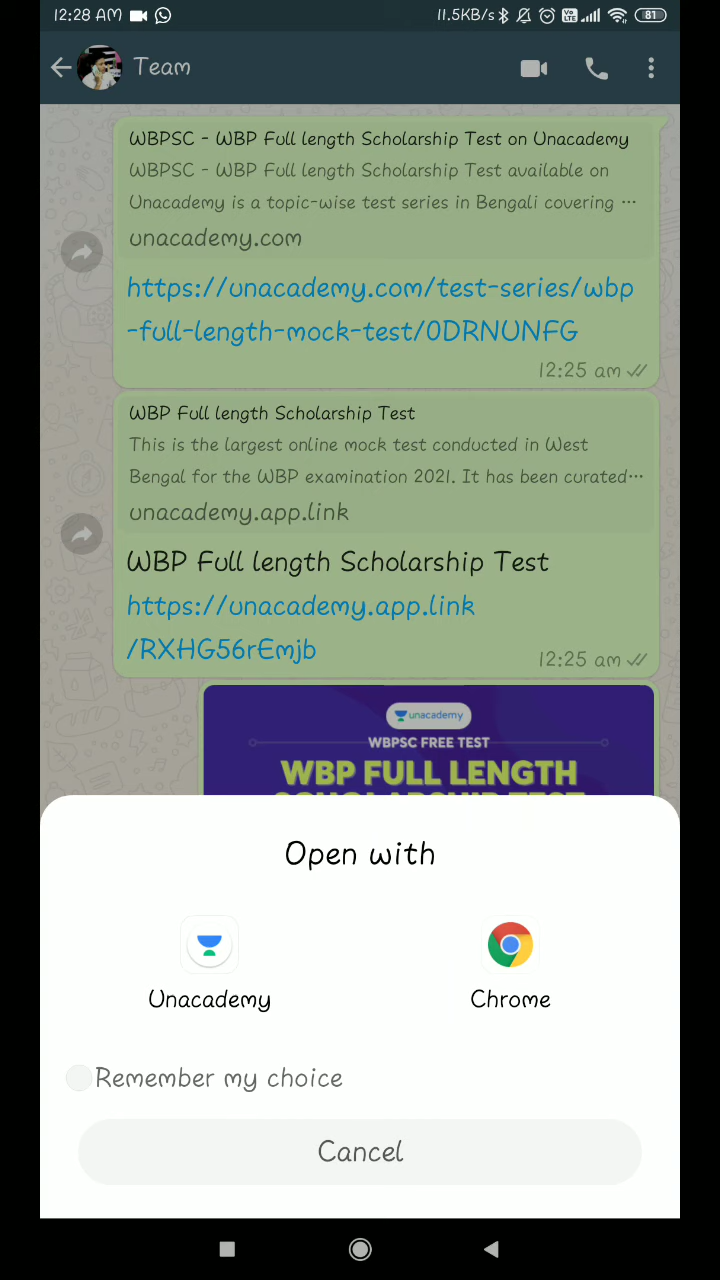 12:28 AM
11.5KB/s
VoLTE
81
Team
WBPSC - WBP Full length Scholarship Test on Unacademy
WBPSC - WBP Full length Scholarship Test available on
Unacademy is a topic-wise test series in Bengali covering ...
unacademy.com
https://unacademy.com/test-series/wbp
-full-length-mock-test/0DRNUNFG
12:25 am
WBP Full length Scholarship Test
This is the largest online mock test conducted in West
Bengal for the WBP examination 2021. It has been curated...
unacademy.app.link
WBP Full length Scholarship Test
https://unacademy.app.link
/RXHG56rEmjb
12:25 am
unacademy
WBPSC FREE TEST
WBP FULL LENGTH
SCHOLARSHIP TEST
Open with
Unacademy
Chrome
Remember my choice
Cancel